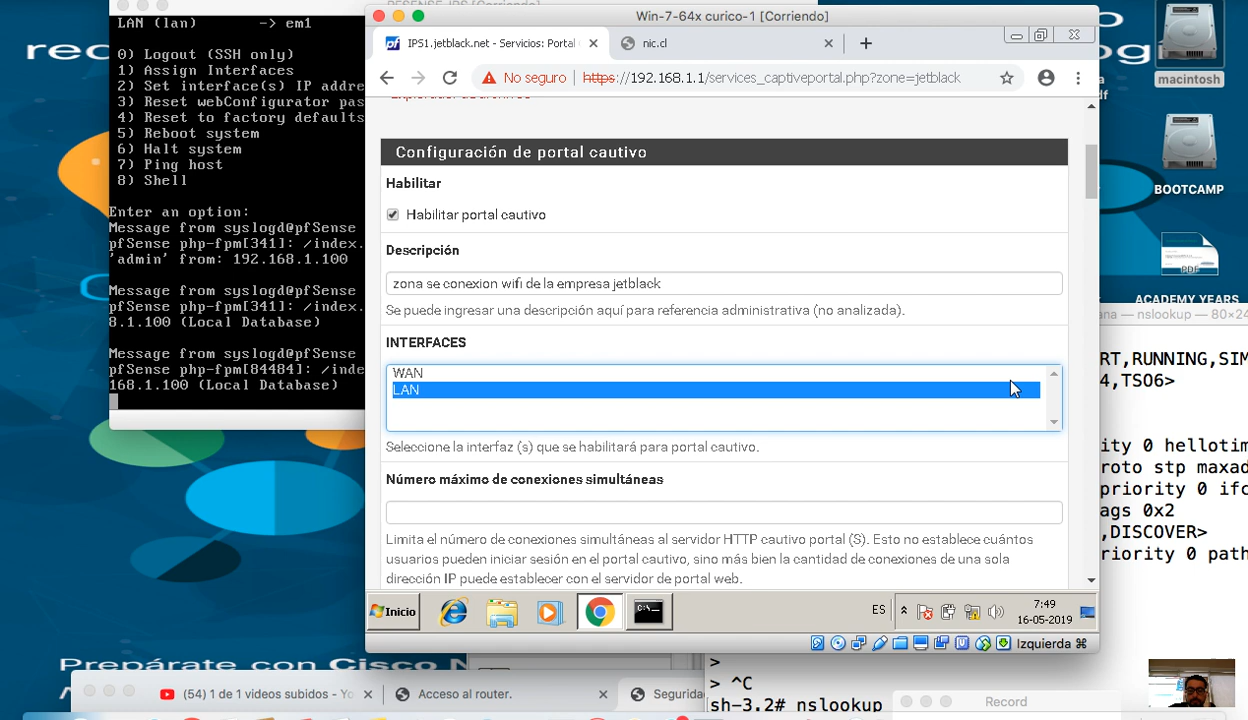 LAN (lan) -> em1
0) Logout (SSH only)
1) Assign Interfaces
2) Set interface(s) IP addre
3) Reset webConfigurator pas
4) Reset to factory defaults
5) Reboot system
6) Halt system
7) Ping host
8) Shell
Enter an option:
Message from syslogd@pfSense
pfSense php-fpm[341]: /index.
'admin' from: 192.168.1.100
Message from syslogd@pfSense
pfSense php-fpm[341]: /index.
8.1.100 (Local Database)
Message from syslogd@pfSense
pfSense php-fpm[84484]: /inde
168.1.100 (Local Database)
Win-7-64x curico-1 [Corriendo]
IPS1.jetblack.net - Servicios: Portal
nic.cl
No seguro
https://192.168.1.1/services_captiveportal.php?zone=jetblack
Configuración de portal cautivo
Habilitar
Habilitar portal cautivo
Descripción
zona se conexion wifi de la empresa jetblack
Se puede ingresar una descripción aquí para referencia administrativa (no analizada).
INTERFACES
WAN
LAN
Seleccione la interfaz (s) que se habilitará para portal cautivo.
Número máximo de conexiones simultáneas
Limita el número de conexiones simultáneas al servidor HTTP cautivo portal (S). Esto no establece cuántos
usuarios pueden iniciar sesión en el portal cautivo, sino más bien la cantidad de conexiones de una sola
dirección IP puede establecer con el servidor de portal web.
Inicio
C:\_
ES
7:49
16-05-2019
Izquierda ⌘
macintosh
df
BOOTCAMP
PDF
ACADEMY YEARS
ana — nslookup — 80×24
RT,RUNNING,SIM
4,TSO6>
rity 0 hellotim
roto stp maxad
priority 0 ifc
ags 0x2
,DISCOVER>
riority 0 path
>
> ^C
sh-3.2# nslookup
Prepárate con Cisco N
(54) 1 de 1 videos subidos - Yo
Acceso al router.
Segurida
Record